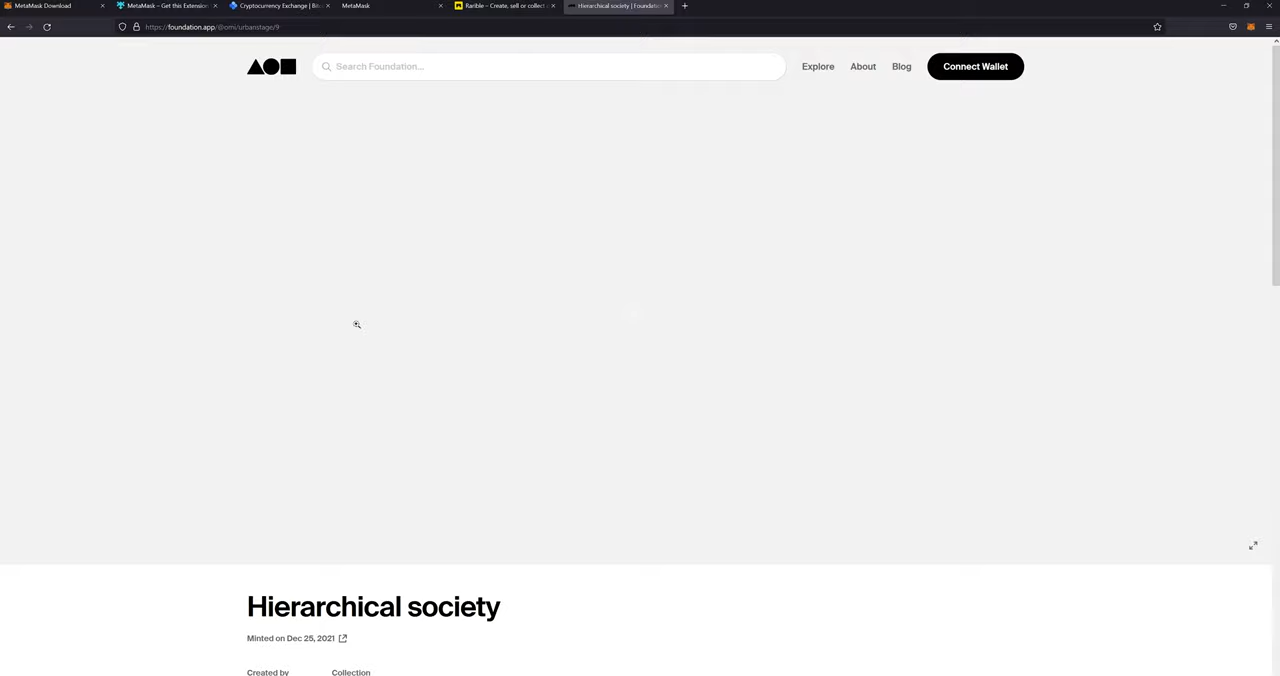 MetaMask Download
MetaMask – Get this Extension
Cryptocurrency Exchange | Bitc
MetaMask
Rarible – Create, sell or collect
Hierarchical society | Foundation
https://foundation.app/@omi/urbanstage/9
Search Foundation...
Explore
About
Blog
Connect Wallet
Hierarchical society
Minted on Dec 25, 2021
Created by
Collection